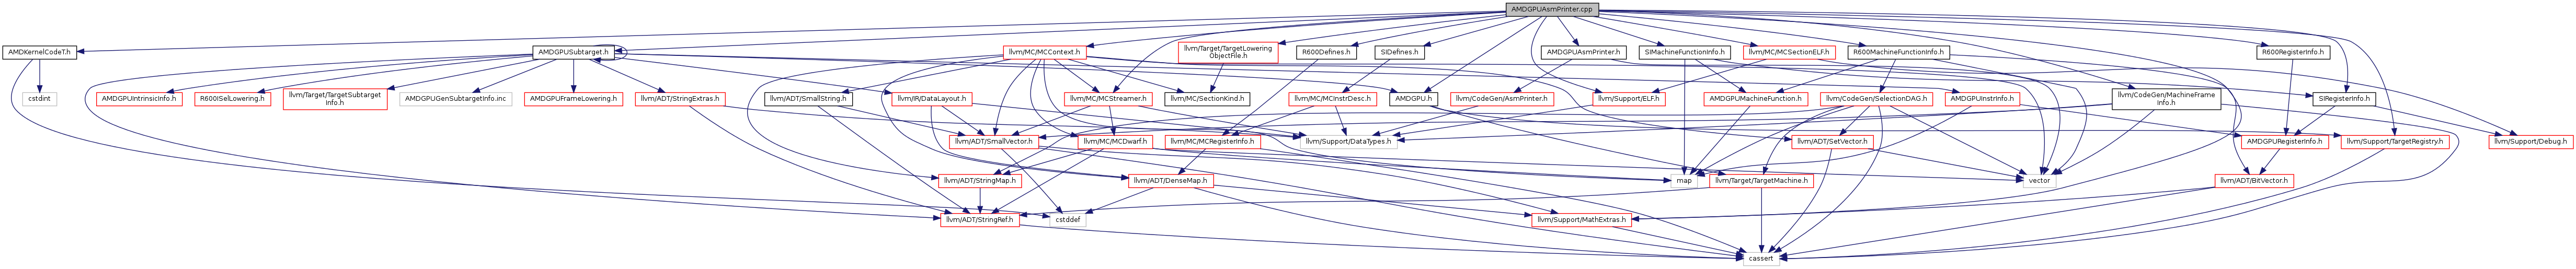 AMDGPUAsmPrinter.cpp
AMDKernelCodeT.h
AMDGPUSubtarget.h
llvm/MC/MCContext.h
llvm/Target/TargetLowering
ObjectFile.h
R600Defines.h
SIDefines.h
AMDGPUAsmPrinter.h
SIMachineFunctionInfo.h
llvm/MC/MCSectionELF.h
R600MachineFunctionInfo.h
R600RegisterInfo.h
cstdint
AMDGPUIntrinsicInfo.h
R600ISelLowering.h
llvm/Target/TargetSubtarget
Info.h
AMDGPUGenSubtargetInfo.inc
AMDGPUFrameLowering.h
llvm/ADT/StringExtras.h
llvm/ADT/SmallString.h
llvm/IR/DataLayout.h
llvm/MC/MCStreamer.h
llvm/MC/SectionKind.h
llvm/MC/MCInstrDesc.h
AMDGPU.h
llvm/CodeGen/AsmPrinter.h
llvm/Support/ELF.h
AMDGPUMachineFunction.h
llvm/CodeGen/SelectionDAG.h
AMDGPUInstrInfo.h
llvm/CodeGen/MachineFrame
Info.h
SIRegisterInfo.h
llvm/ADT/SmallVector.h
llvm/MC/MCDwarf.h
llvm/MC/MCRegisterInfo.h
llvm/Support/DataTypes.h
llvm/ADT/SetVector.h
AMDGPURegisterInfo.h
llvm/Support/TargetRegistry.h
llvm/Support/Debug.h
llvm/ADT/StringMap.h
llvm/ADT/DenseMap.h
map
llvm/Target/TargetMachine.h
vector
llvm/ADT/BitVector.h
llvm/ADT/StringRef.h
cstddef
llvm/Support/MathExtras.h
cassert